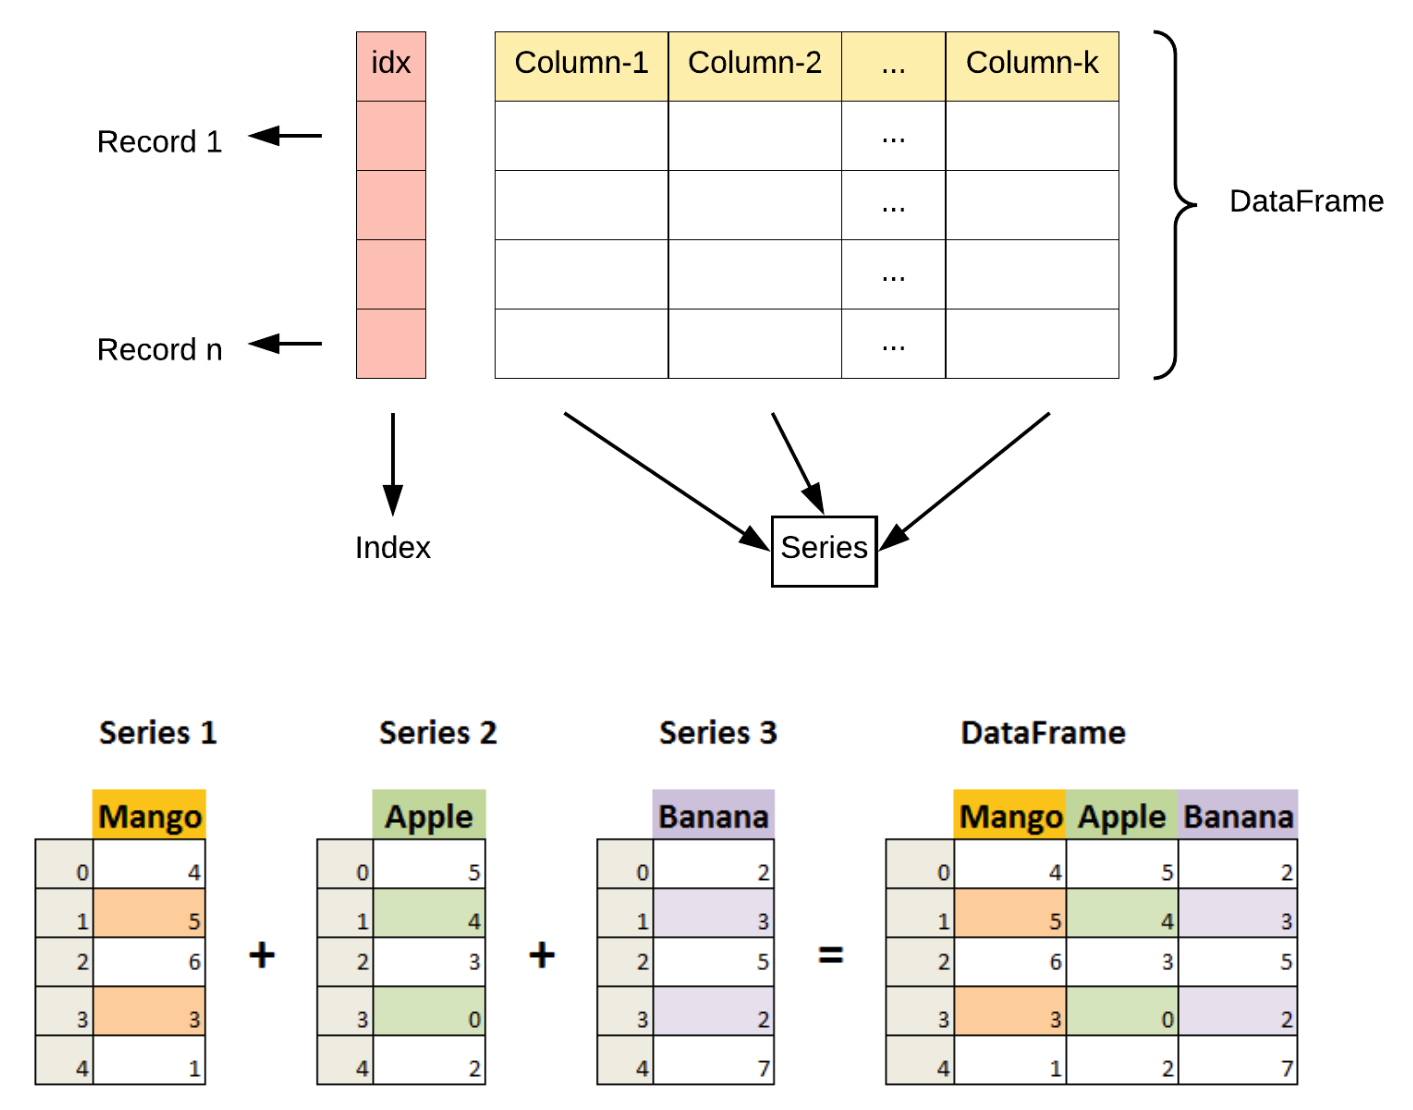 idx Column-1 Column-2 ... Column-k
Record 1 ...
...
DataFrame
...
Record n ...
Index Series
Series 1 Series 2 Series 3 DataFrame
Mango Apple Banana Mango Apple Banana
0 4 0 5 0 2 0 4 5 2
1 5 1 4 1 3 1 5 4 3
2 6 + 2 3 + 2 5 = 2 6 3 5
3 3 3 0 3 2 3 3 0 2
4 1 4 2 4 7 4 1 2 7